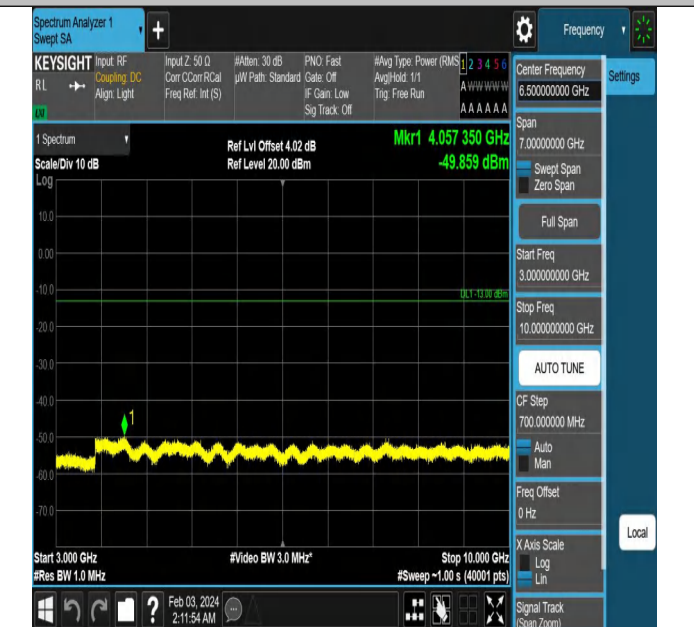 Spectrum Analyzer 1
Swept SA
+
Frequency
KEYSIGHT
RL
Input: RF
Coupling: DC
Align: Light
Input Z: 50 Ω
Corr CCorr RCal
Freq Ref: Int (S)
#Atten: 30 dB
µW Path: Standard
PNO: Fast
Gate: Off
IF Gain: Low
Sig Track: Off
#Avg Type: Power (RMS
Avg|Hold: 1/1
Trig: Free Run
1 2 3 4 5 6
A W W W W W
A A A A A A
1 Spectrum
Scale/Div 10 dB
Log
Ref Lvl Offset 4.02 dB
Ref Level 20.00 dBm
Mkr1 4.057 350 GHz
-49.859 dBm
10.0
0.00
-10.0
DL1 -13.00 dBm
-20.0
-30.0
-40.0
1
-50.0
-60.0
-70.0
Start 3.000 GHz
#Res BW 1.0 MHz
#Video BW 3.0 MHz*
Stop 10.000 GHz
#Sweep ~1.00 s (40001 pts)
?
Feb 03, 2024
2:11:54 AM
Center Frequency
6.500000000 GHz
Settings
Span
7.00000000 GHz
Swept Span
Zero Span
Full Span
Start Freq
3.000000000 GHz
Stop Freq
10.000000000 GHz
AUTO TUNE
CF Step
700.000000 MHz
Auto
Man
Freq Offset
0 Hz
X Axis Scale
Log
Lin
Local
Signal Track
(Span Zoom)